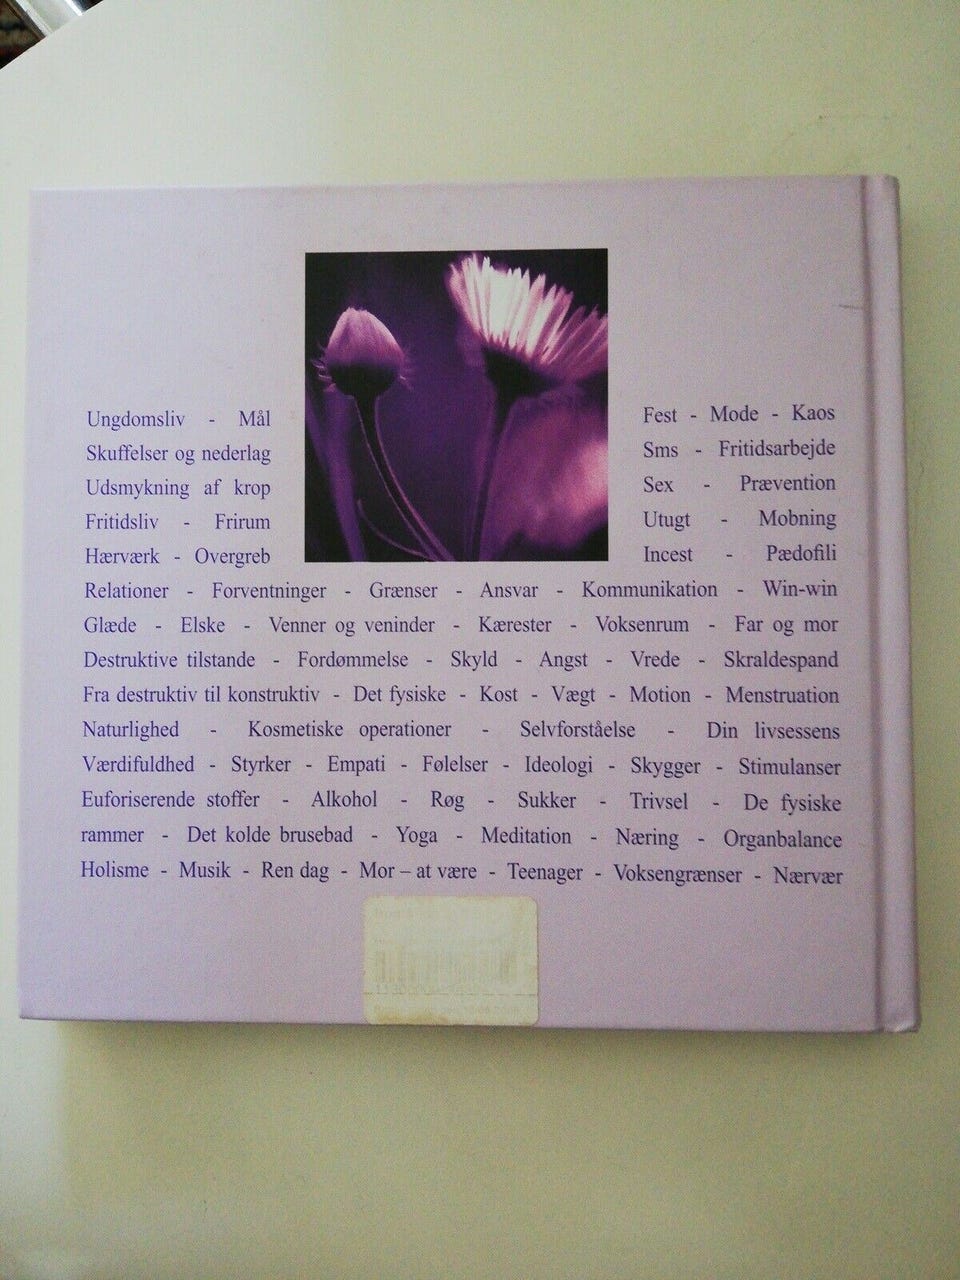 Ungdomsliv - Mål
Skuffelser og nederlag
Udsmykning af krop
Fritidsliv - Frirum
Hærværk - Overgreb
Fest - Mode - Kaos
Sms - Fritidsarbejde
Sex - Prævention
Utugt - Mobning
Incest - Pædofili
Relationer - Forventninger - Grænser - Ansvar - Kommunikation - Win-win
Glæde - Elske - Venner og veninder - Kærester - Voksenrum - Far og mor
Destruktive tilstande - Fordømmelse - Skyld - Angst - Vrede - Skraldespand
Fra destruktiv til konstruktiv - Det fysiske - Kost - Vægt - Motion - Menstruation
Naturlighed - Kosmetiske operationer - Selvforståelse - Din livsessens
Værdifuldhed - Styrker - Empati - Følelser - Ideologi - Skygger - Stimulanser
Euforiserende stoffer - Alkohol - Røg - Sukker - Trivsel - De fysiske
rammer - Det kolde brusebad - Yoga - Meditation - Næring - Organbalance
Holisme - Musik - Ren dag - Mor – at være - Teenager - Voksengrænser - Nærvær